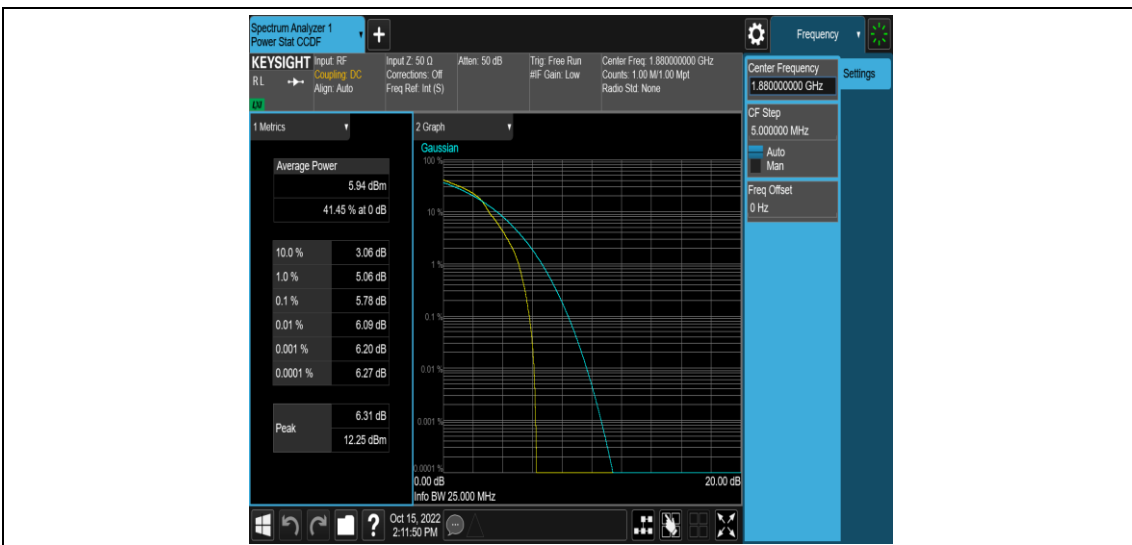 Spectrum Analyzer 1
Power Stat CCDF
+
Frequency
KEYSIGHT
RL
LXI
Input: RF
Coupling: DC
Align: Auto
Input Z: 50 Ω
Corrections: Off
Freq Ref: Int (S)
Atten: 50 dB
Trig: Free Run
#IF Gain: Low
Center Freq: 1.880000000 GHz
Counts: 1.00 M/1.00 Mpt
Radio Std: None
Center Frequency
1.880000000 GHz
Settings
CF Step
5.000000 MHz
Auto
Man
Freq Offset
0 Hz
1 Metrics
Average Power
5.94 dBm
41.45 % at 0 dB
10.0 % 3.06 dB
1.0 % 5.06 dB
0.1 % 5.78 dB
0.01 % 6.09 dB
0.001 % 6.20 dB
0.0001 % 6.27 dB
Peak
6.31 dB
12.25 dBm
2 Graph
Gaussian
100 %
10 %
1 %
0.1 %
0.01 %
0.001 %
0.0001 %
0.00 dB 20.00 dB
Info BW 25.000 MHz
?
Oct 15, 2022
2:11:50 PM